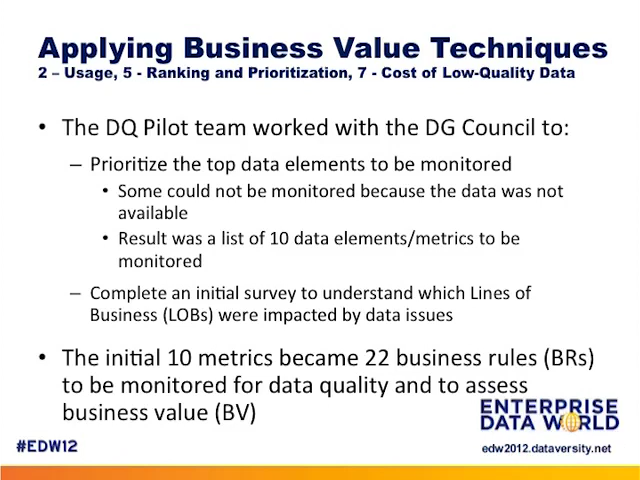 Applying Business Value Techniques
2 – Usage, 5 - Ranking and Prioritization, 7 - Cost of Low-Quality Data
• The DQ Pilot team worked with the DG Council to:
– Prioritize the top data elements to be monitored
• Some could not be monitored because the data was not
available
• Result was a list of 10 data elements/metrics to be
monitored
– Complete an initial survey to understand which Lines of
Business (LOBs) were impacted by data issues
• The initial 10 metrics became 22 business rules (BRs)
to be monitored for data quality and to assess
business value (BV)
ENTERPRISE
DATA WORLD
#EDW12
edw2012.dataversity.net